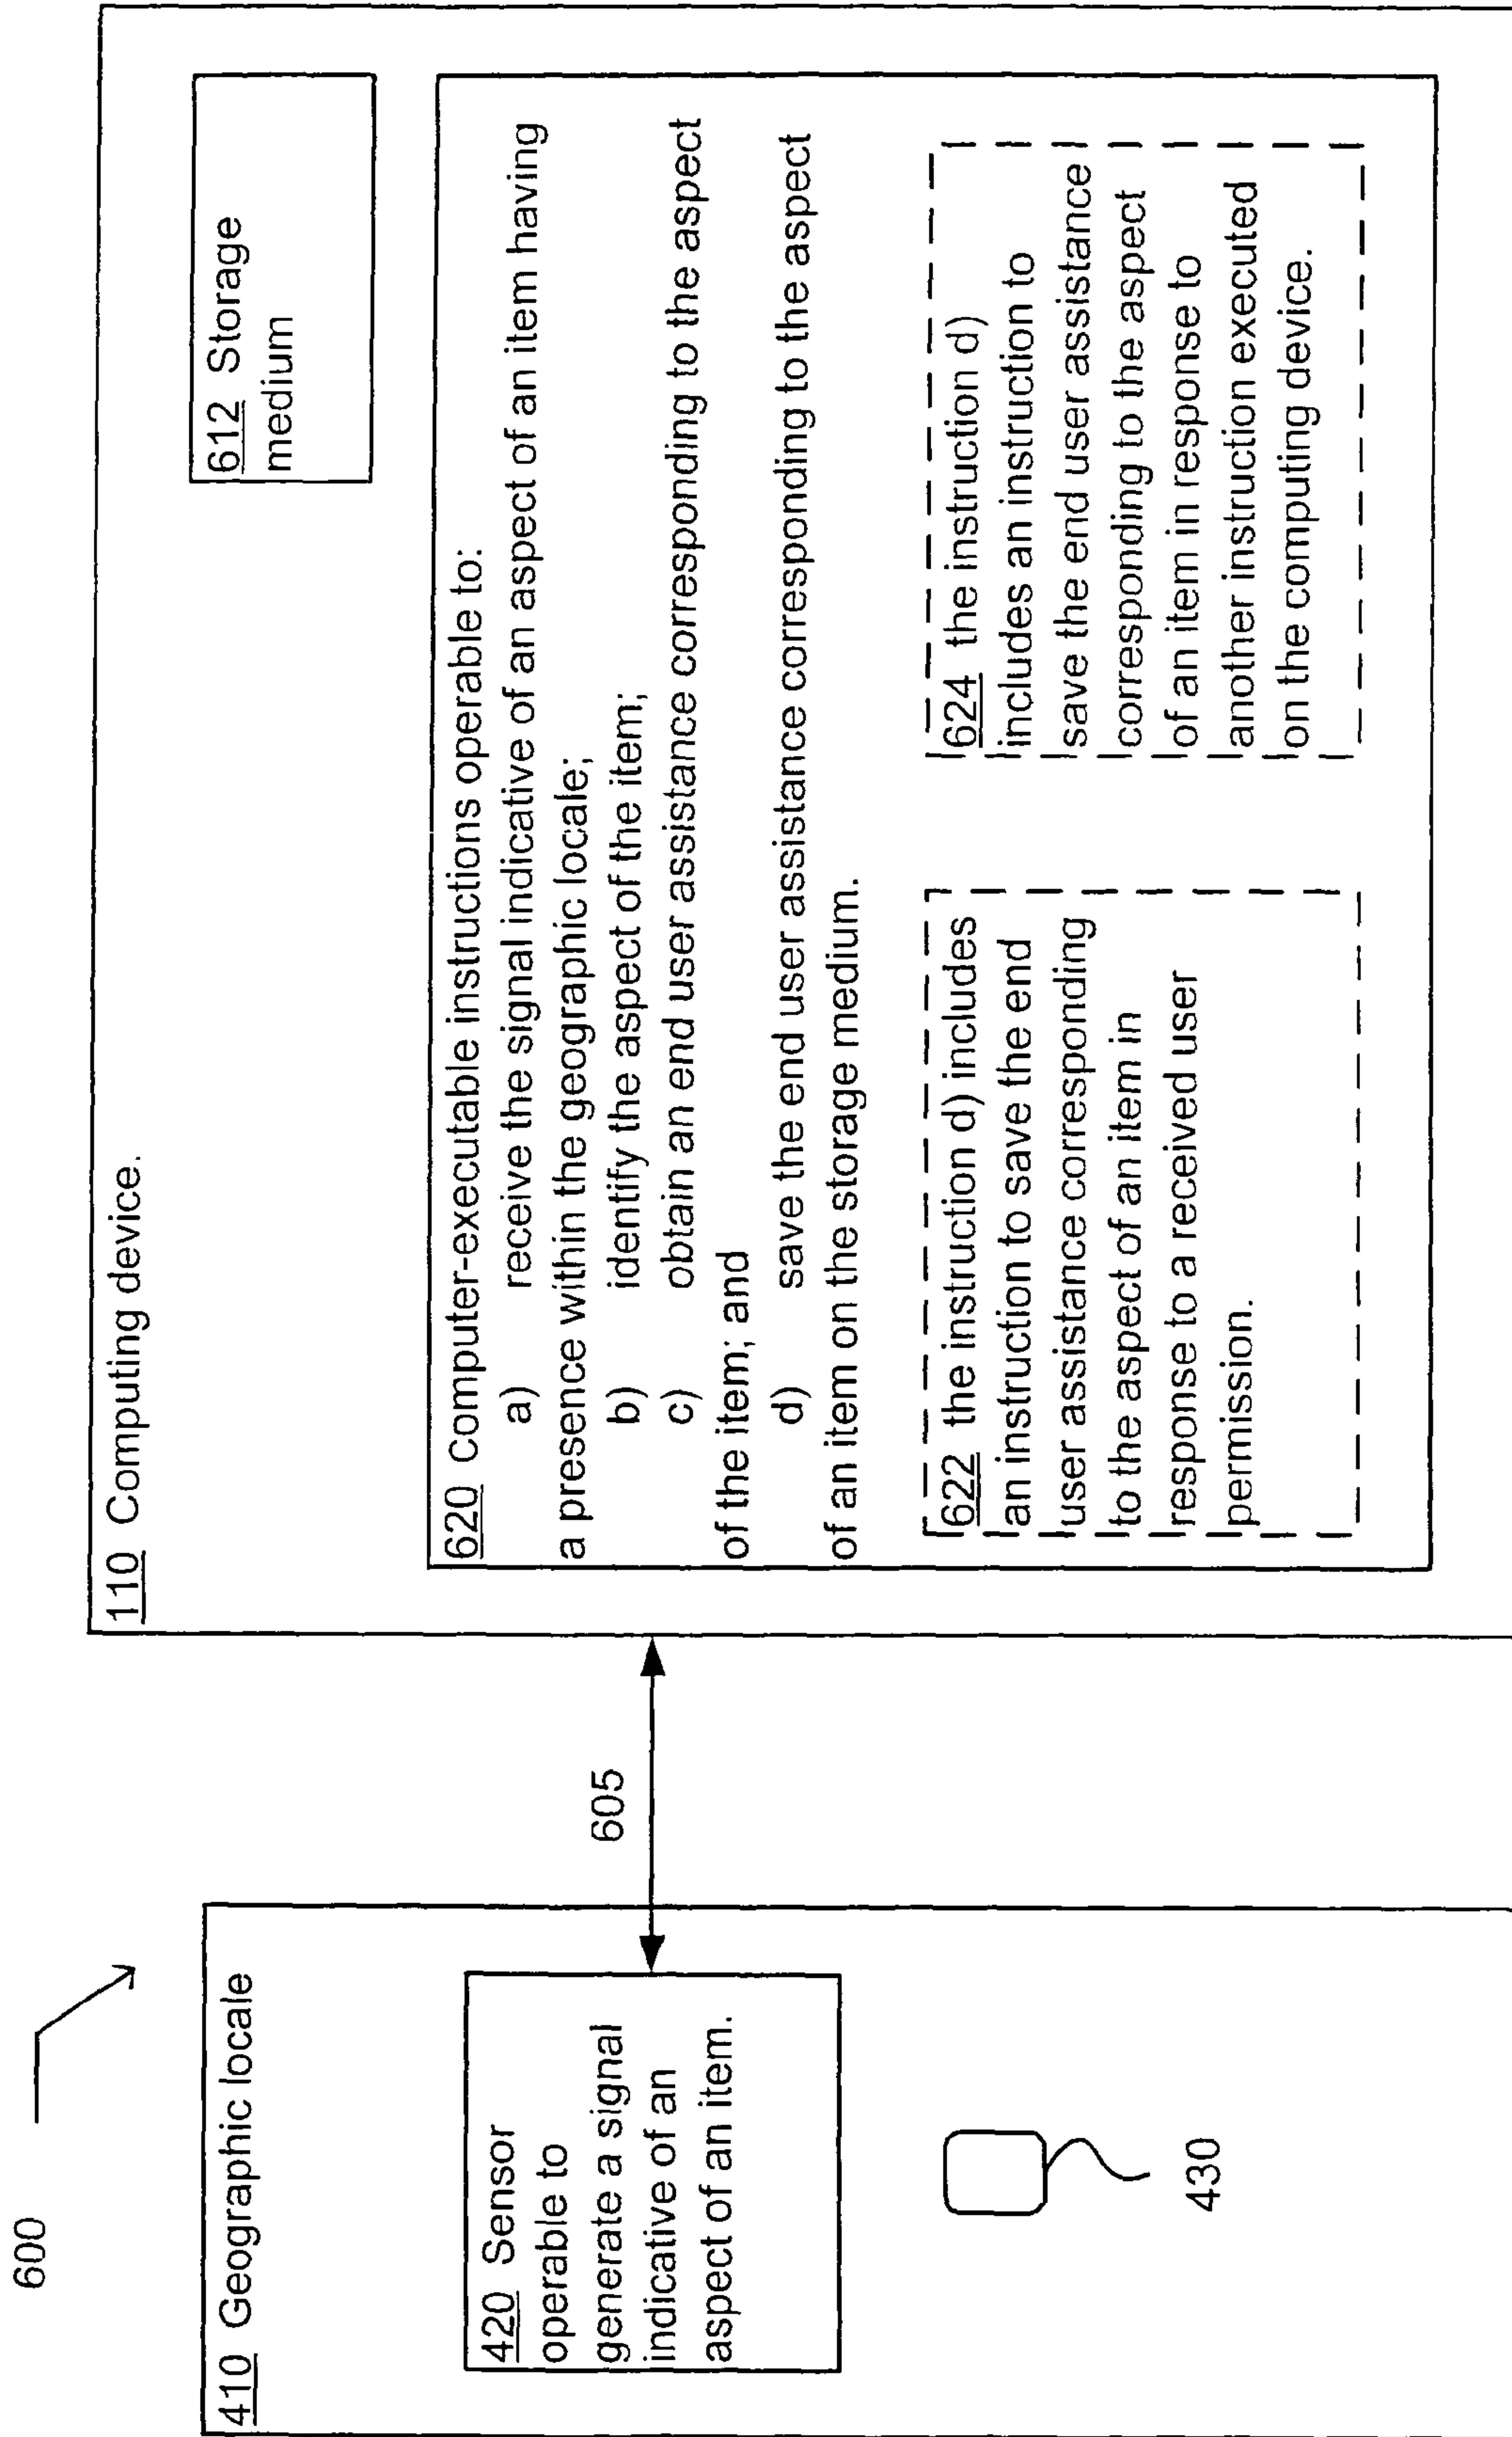 600
410 Geographic locale
420 Sensor
operable to
generate a signal
indicative of an
aspect of an item.
430
605
110 Computing device.
612 Storage
medium
620 Computer-executable instructions operable to:
a) receive the signal indicative of an aspect of an item having
a presence within the geographic locale;
b) identify the aspect of the item;
c) obtain an end user assistance corresponding to the aspect
of the item; and
d) save the end user assistance corresponding to the aspect
of an item on the storage medium.
622 the instruction d) includes
an instruction to save the end
user assistance corresponding
to the aspect of an item in
response to a received user
permission.
624 the instruction d)
includes an instruction to
save the end user assistance
corresponding to the aspect
of an item in response to
another instruction executed
on the computing device.